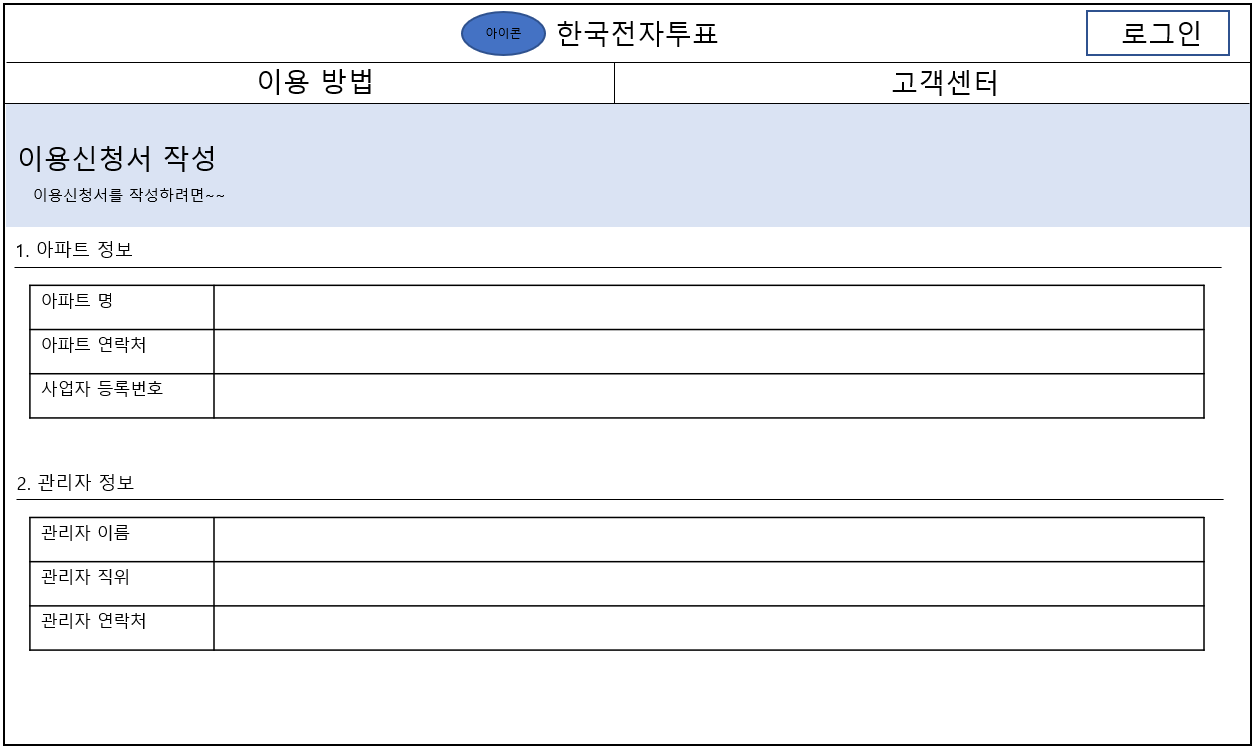 아이콘 한국전자투표 로그인
이용 방법 고객센터
이용신청서 작성
이용신청서를 작성하려면~~
1. 아파트 정보
아파트 명
아파트 연락처
사업자 등록번호
2. 관리자 정보
관리자 이름
관리자 직위
관리자 연락처